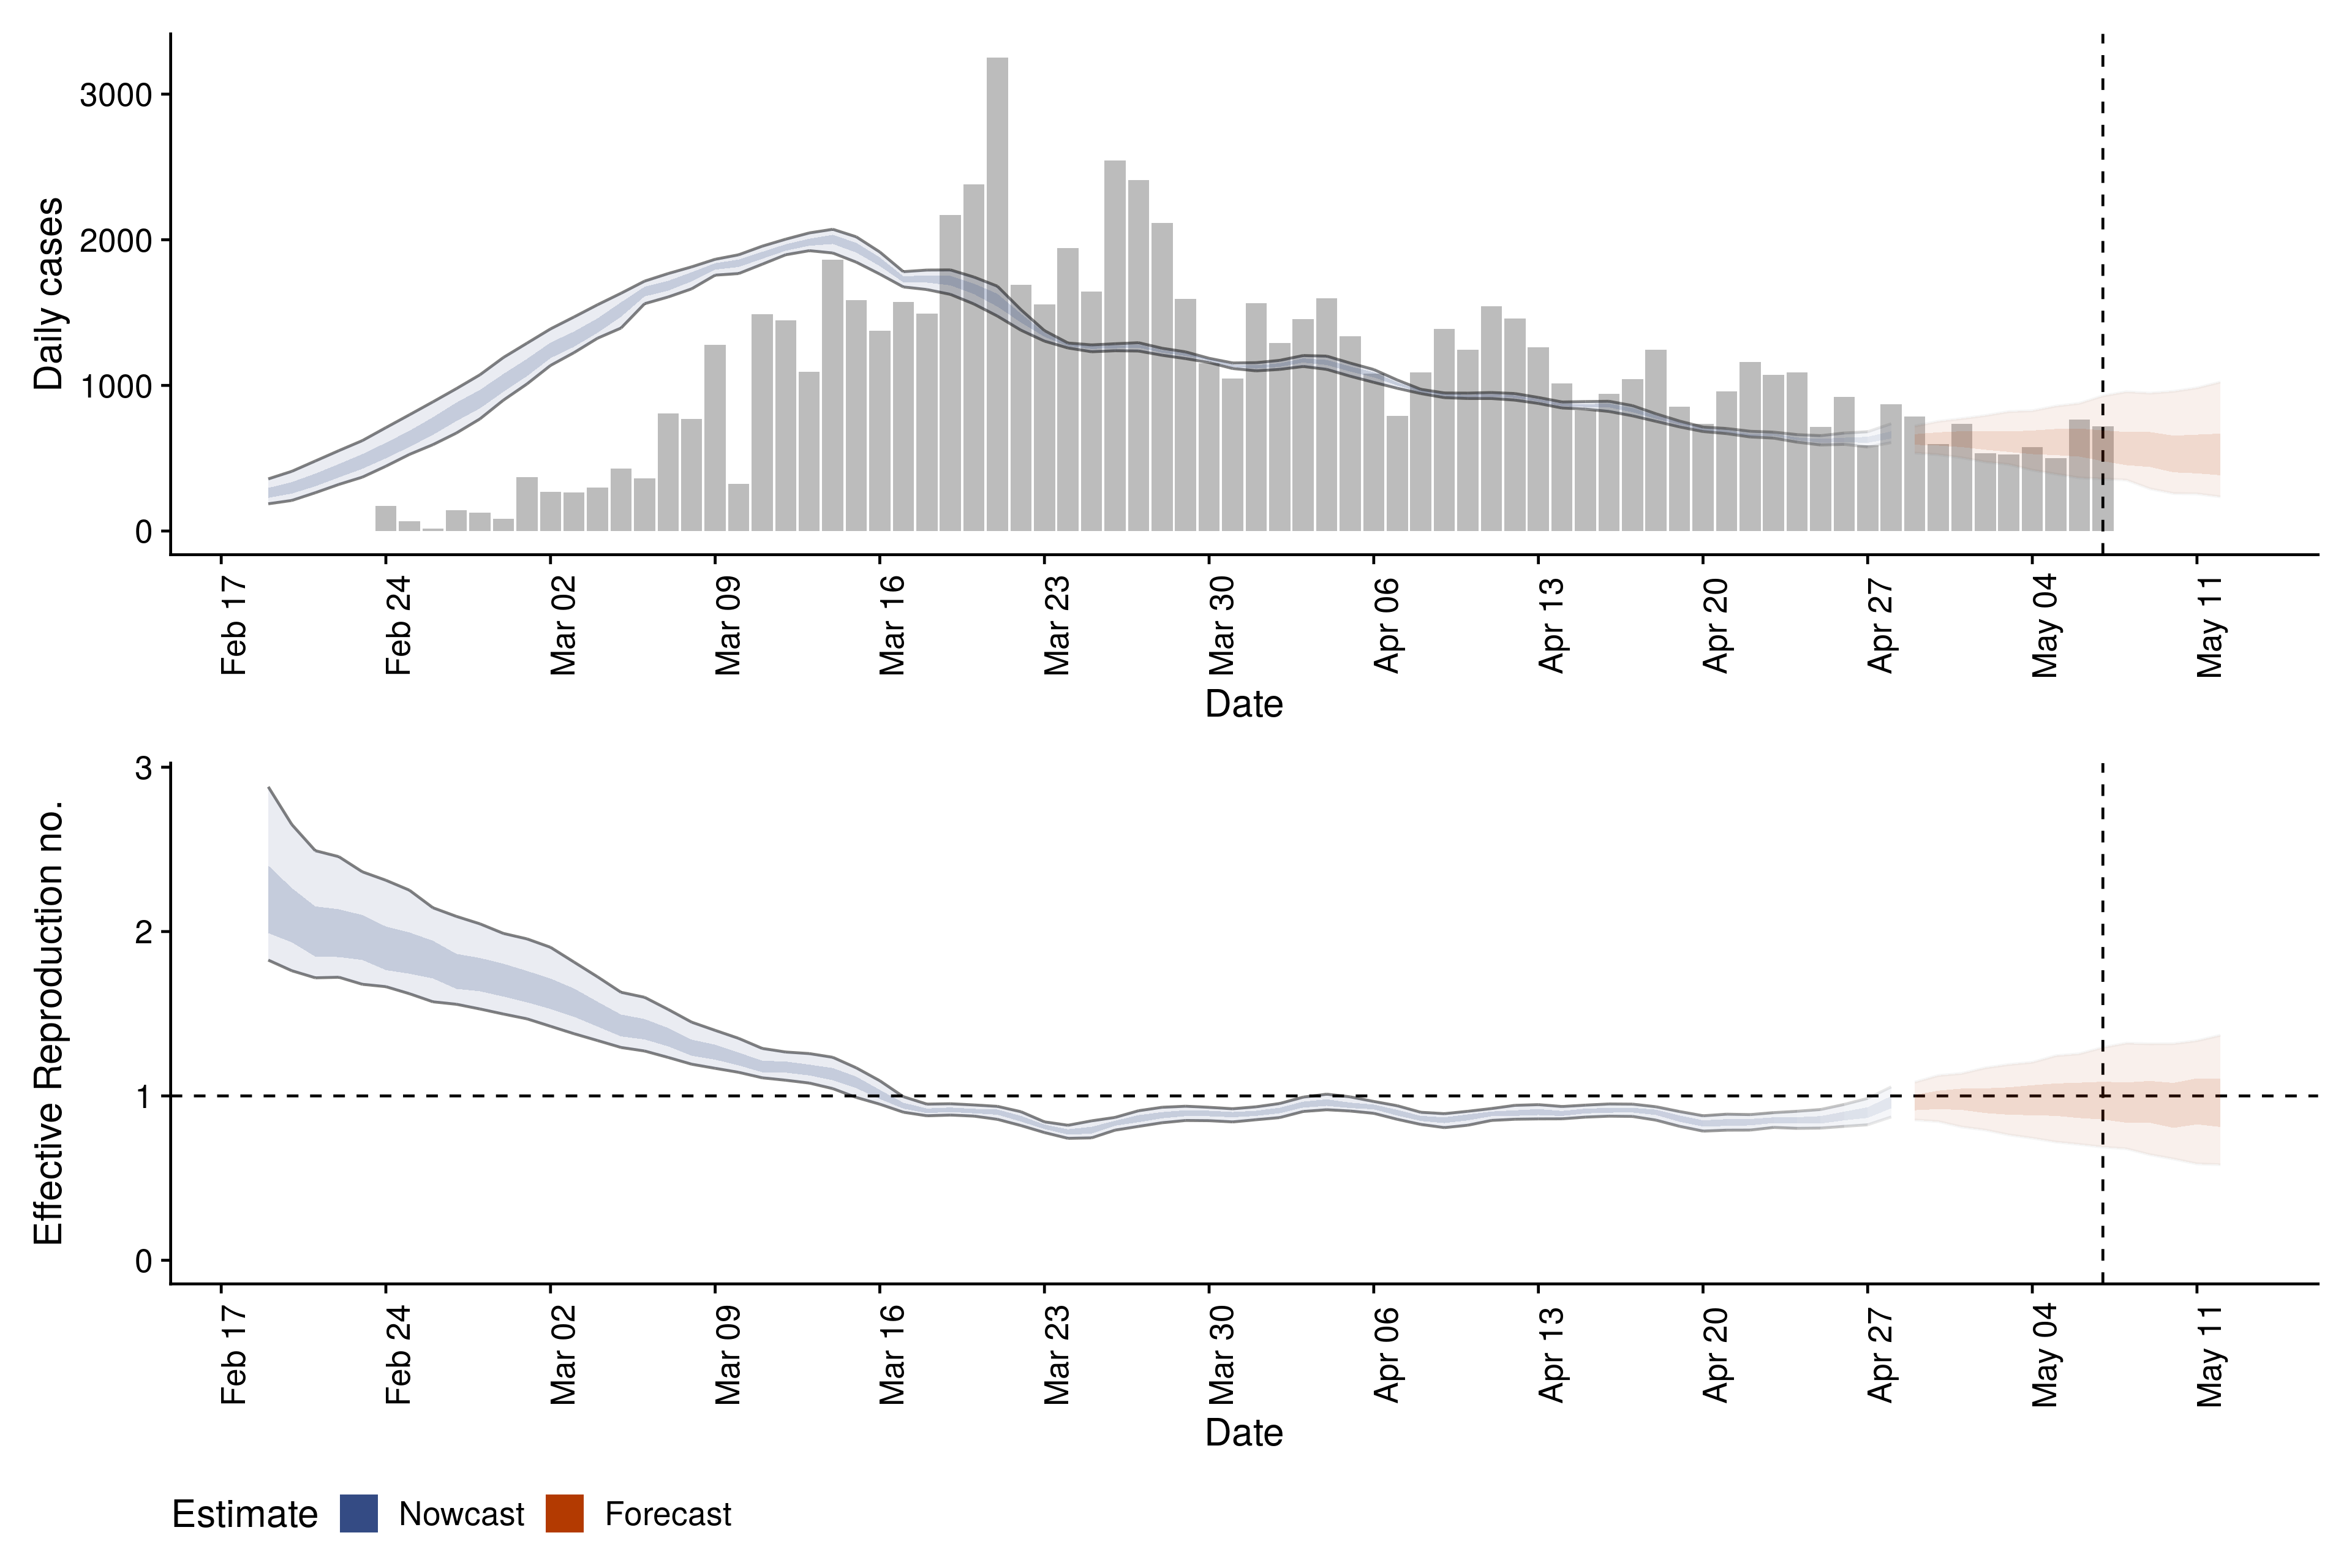 Daily cases
3000
2000
1000
0
Feb 17
Feb 24
Mar 02
Mar 09
Mar 16
Mar 23
Mar 30
Apr 06
Apr 13
Apr 20
Apr 27
May 04
May 11
Date
Effective Reproduction no.
3
2
1
0
Feb 17
Feb 24
Mar 02
Mar 09
Mar 16
Mar 23
Mar 30
Apr 06
Apr 13
Apr 20
Apr 27
May 04
May 11
Date
Estimate Nowcast Forecast